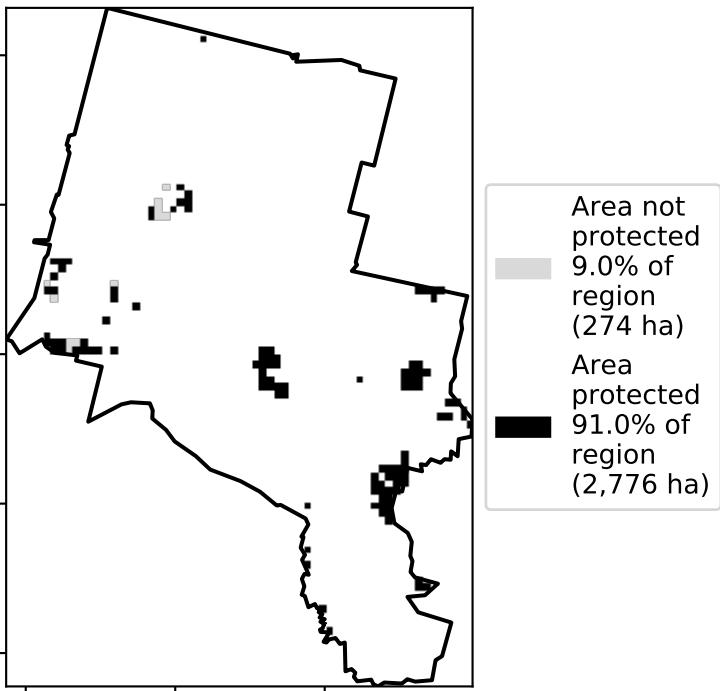 Area not
protected
9.0% of
region
(274 ha)
Area
protected
91.0% of
region
(2,776 ha)